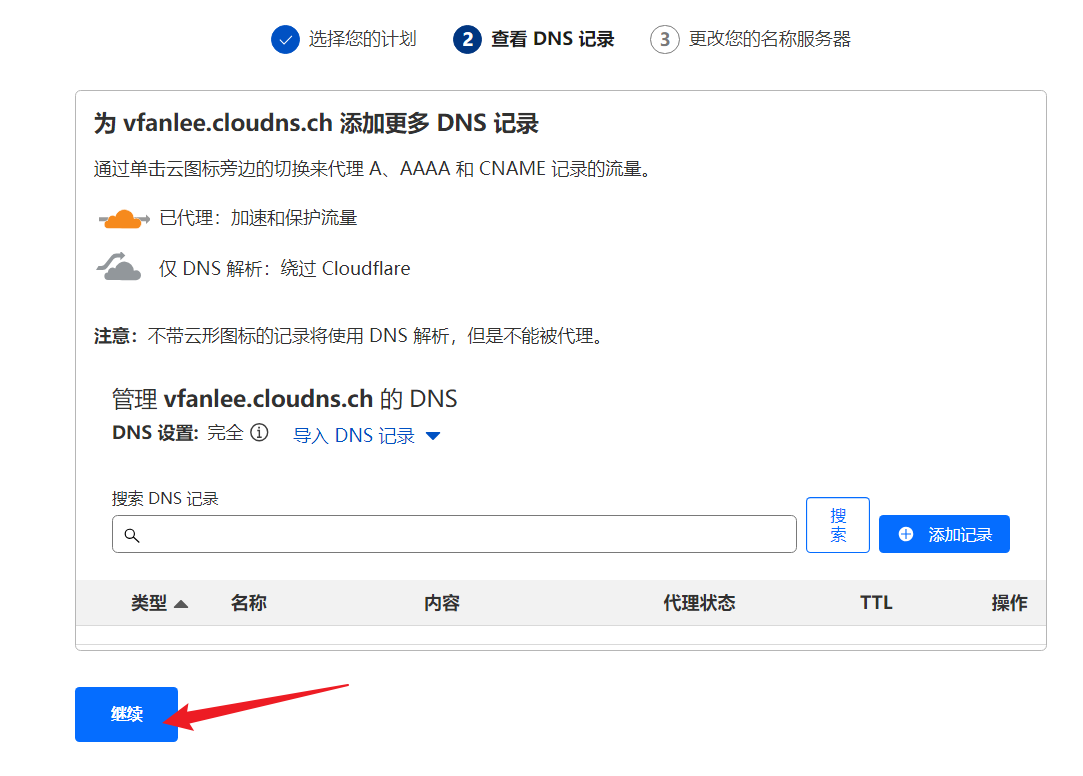 选择您的计划 2 查看 DNS 记录 3 更改您的名称服务器
为 vfanlee.cloudns.ch 添加更多 DNS 记录
通过单击云图标旁边的切换来代理 A、AAAA 和 CNAME 记录的流量。
已代理：加速和保护流量
仅 DNS 解析：绕过 Cloudflare
注意：不带云形图标的记录将使用 DNS 解析，但是不能被代理。
管理 vfanlee.cloudns.ch 的 DNS
DNS 设置: 完全 导入 DNS 记录
搜索 DNS 记录
搜
索
添加记录
类型 名称 内容 代理状态 TTL 操作
继续